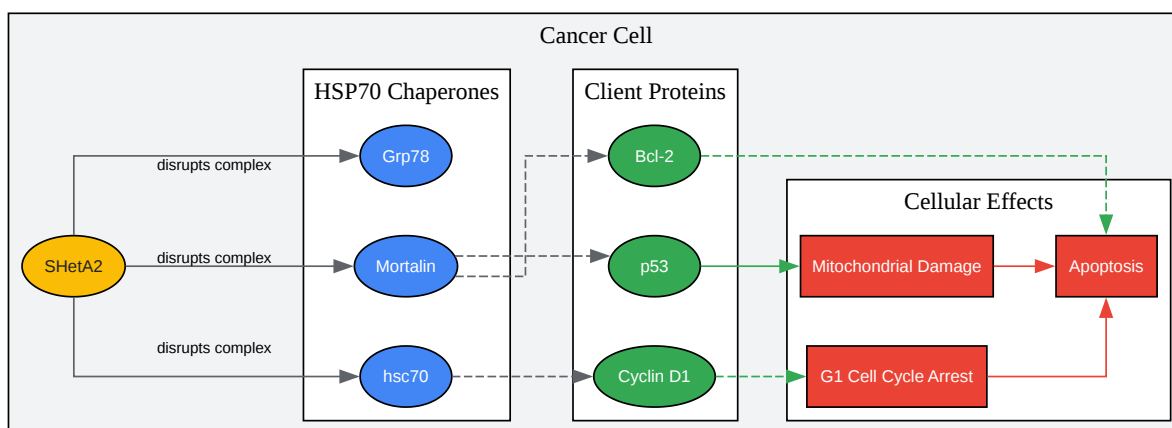 Cancer Cell
HSP70 Chaperones
Client Proteins
Grp78
Bcl-2
disrupts complex
Cellular Effects
SHetA2
disrupts complex
Mortalin
p53
Mitochondrial Damage
Apoptosis
disrupts complex
hsc70
Cyclin D1
G1 Cell Cycle Arrest